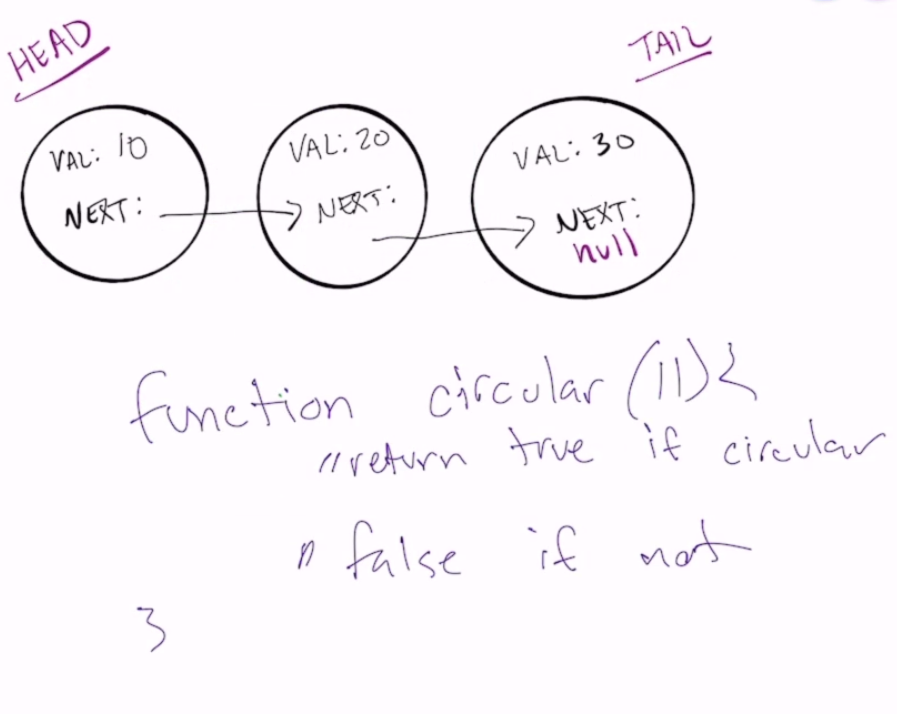 HEAD
TAIL
VAL: 10
NEXT:
VAL: 20
NEXT:
VAL: 30
NEXT:
null
function circular (ll) {
// return true if circular
// false if not
}